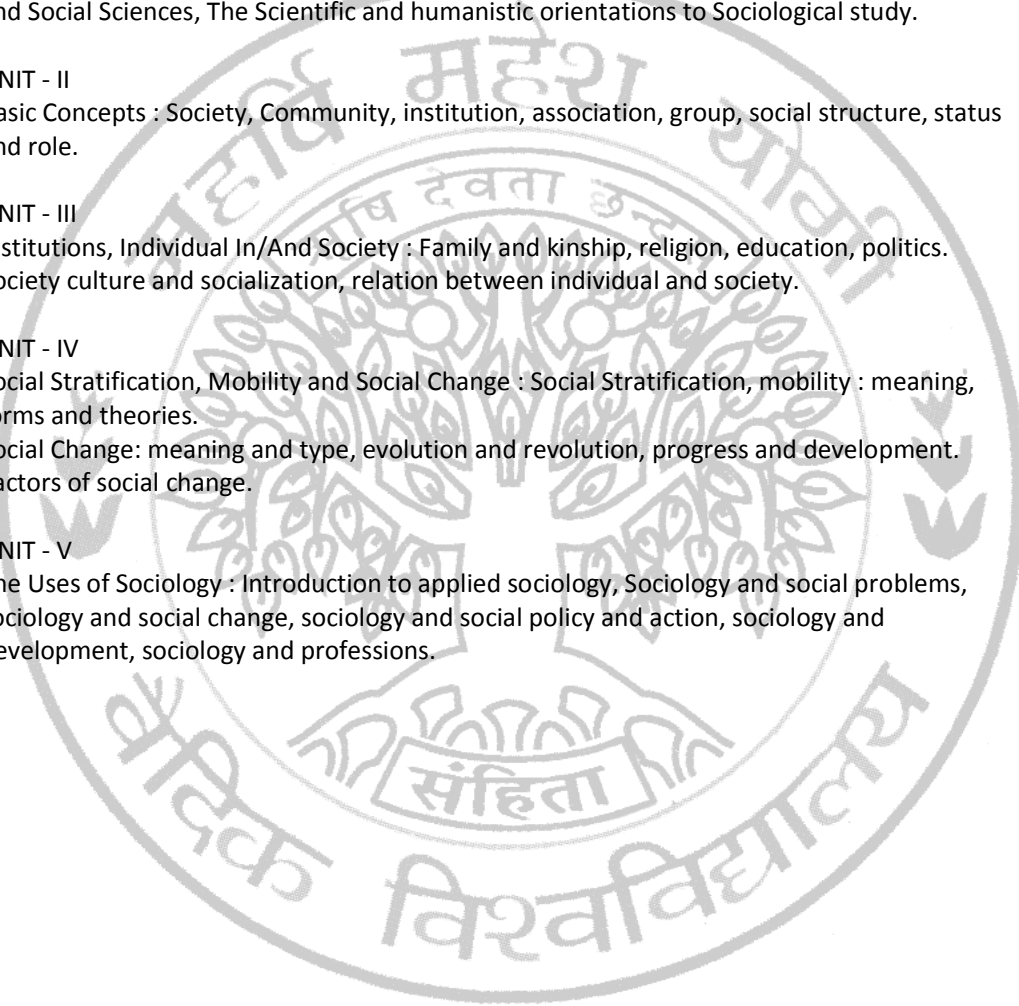 nd Social Sciences, The Scientific and humanistic orientations to Sociological study.
NIT - II
asic Concepts : Society, Community, institution, association, group, social structure, status
nd role.
NIT - III
stitutions, Individual In/And Society : Family and kinship, religion, education, politics.
ociety culture and socialization, relation between individual and society.
NIT - IV
ocial Stratification, Mobility and Social Change : Social Stratification, mobility : meaning,
orms and theories.
ocial Change: meaning and type, evolution and revolution, progress and development.
actors of social change.
NIT - V
he Uses of Sociology : Introduction to applied sociology, Sociology and social problems,
ociology and social change, sociology and social policy and action, sociology and
evelopment, sociology and professions.
महर्षि महेश योगी
देवता
संहिता
वैदिक विश्वविद्यालय